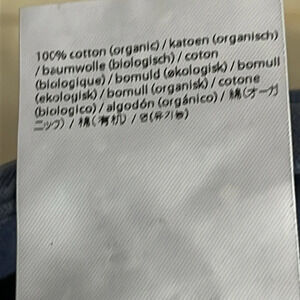 100% cotton (organic) / katoen (organisch)
/ baumwolle (biologisch) / coton
(biologique) / bomuld (økologisk) / bomull
(ekologisk) / bomull (organisk) / cotone
(biologico) / algodón (orgánico) / 綿 (オーガ
ニック) / 棉 (有机) / 면 (유기농)